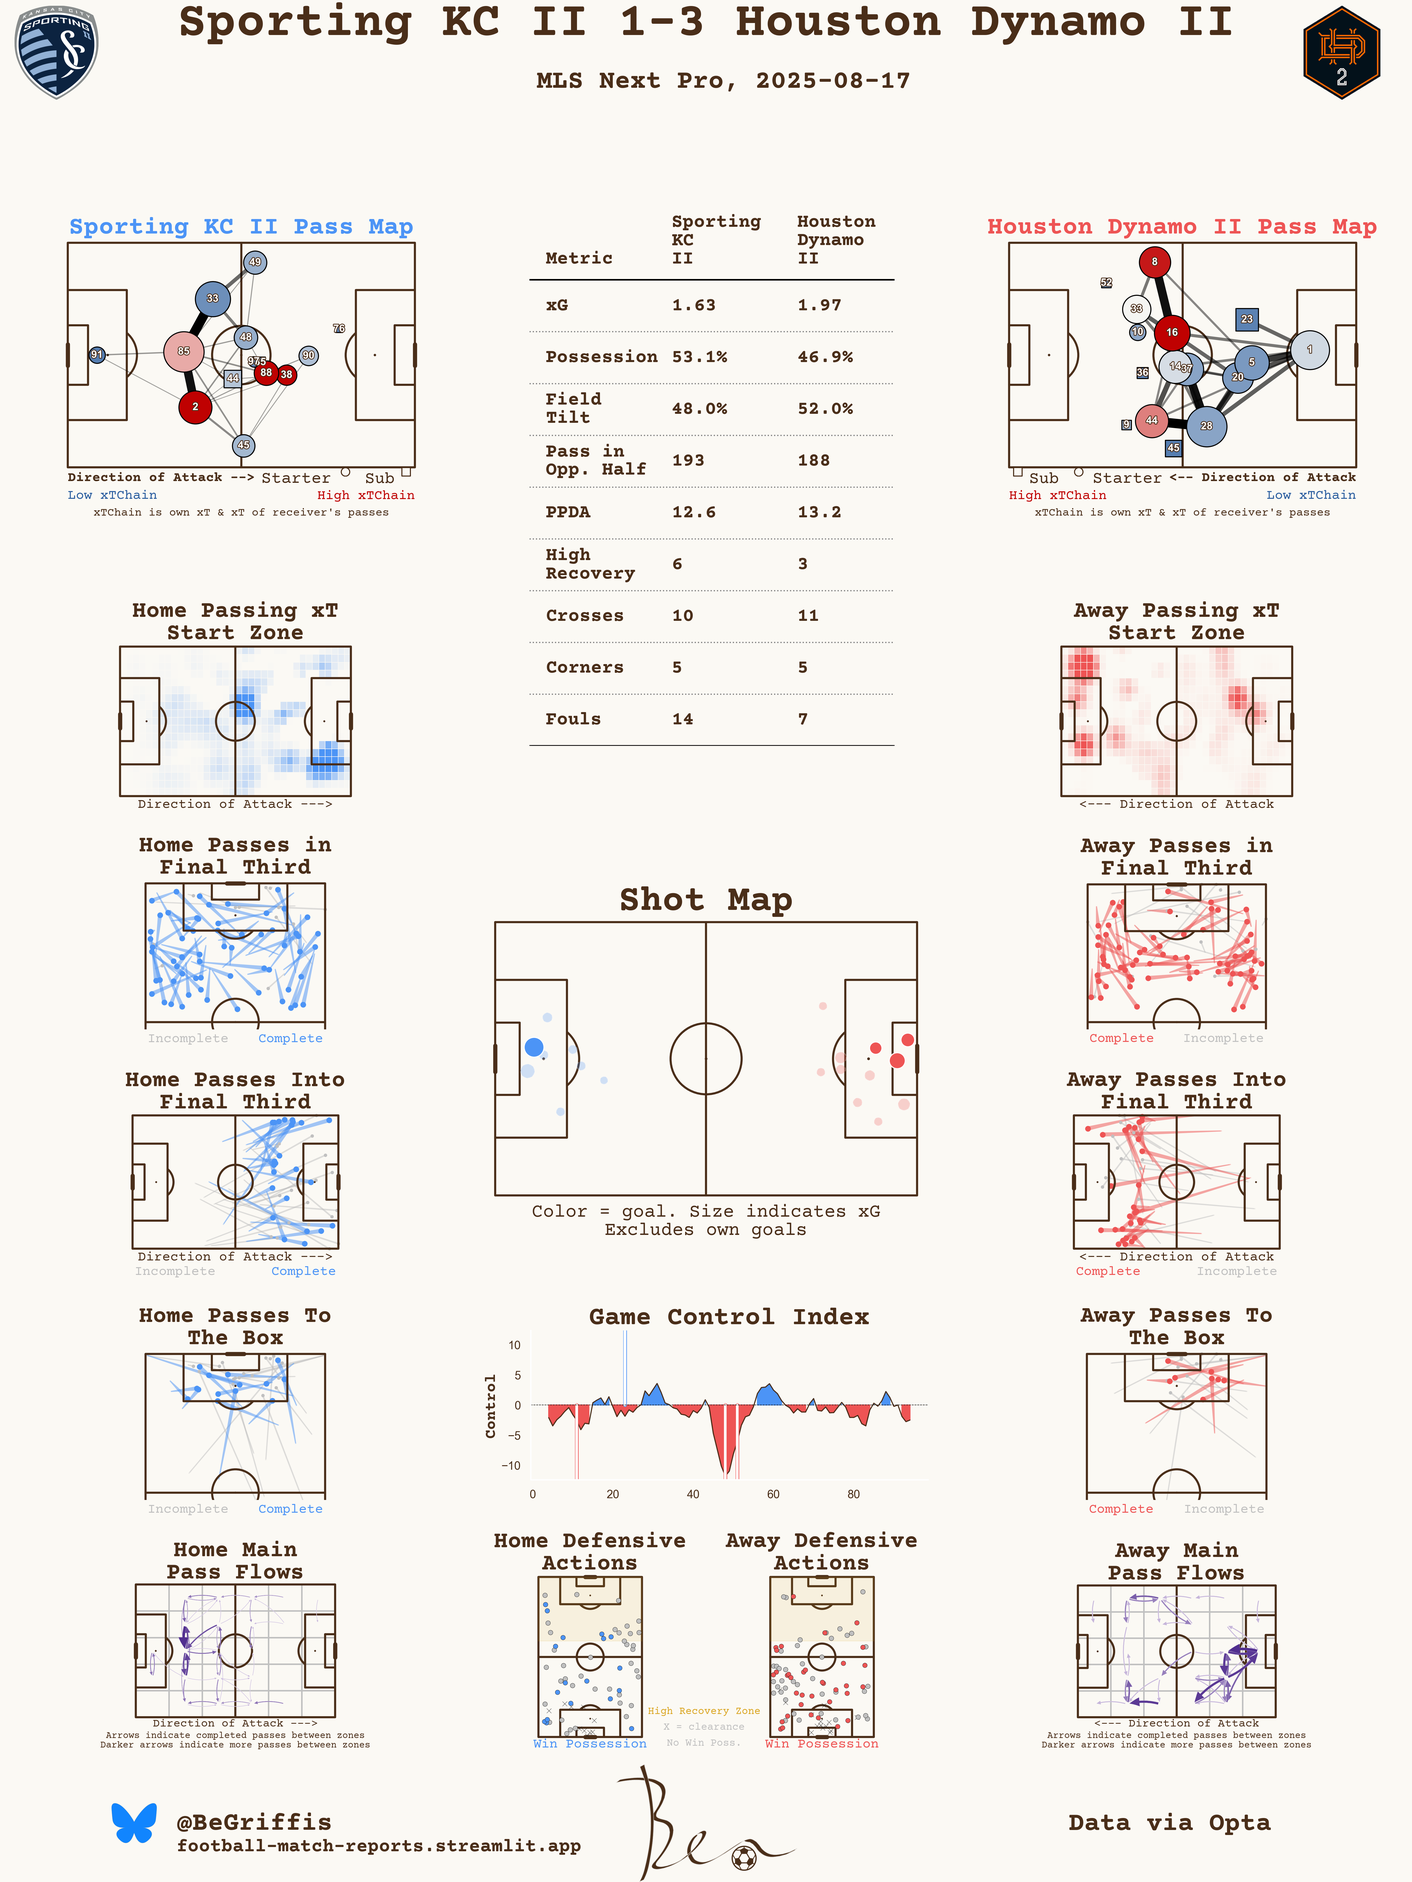 Sporting KC II 1-3 Houston Dynamo II
MLS Next Pro, 2025-08-17
KANSAS CITY
SPORTING
II
2
Sporting KC II Pass Map
49
33
48
85
91
76
90
44
88
38
2
45
Direction of Attack --> Starter Sub
Low xTChain High xTChain
xTChain is own xT & xT of receiver's passes
Metric Sporting KC II Houston Dynamo II
xG 1.63 1.97
Possession 53.1% 46.9%
Field Tilt 48.0% 52.0%
Pass in Opp. Half 193 188
PPDA 12.6 13.2
High Recovery 6 3
Crosses 10 11
Corners 5 5
Fouls 14 7
Houston Dynamo II Pass Map
8
52
33
10
16
23
1
14
37
5
20
36
44
9
28
45
Sub Starter <-- Direction of Attack
High xTChain Low xTChain
xTChain is own xT & xT of receiver's passes
Home Passing xT
Start Zone
Direction of Attack --->
Away Passing xT
Start Zone
<--- Direction of Attack
Home Passes in
Final Third
Incomplete Complete
Away Passes in
Final Third
Complete Incomplete
Shot Map
Color = goal. Size indicates xG
Excludes own goals
Home Passes Into
Final Third
Direction of Attack --->
Incomplete Complete
Away Passes Into
Final Third
<--- Direction of Attack
Complete Incomplete
Home Passes To
The Box
Incomplete Complete
Game Control Index
Control
10
5
0
−5
−10
0 20 40 60 80
Away Passes To
The Box
Complete Incomplete
Home Main
Pass Flows
Direction of Attack --->
Arrows indicate completed passes between zones
Darker arrows indicate more passes between zones
Home Defensive
Actions
Win Possession
Away Defensive
Actions
Win Possession
High Recovery Zone
X = clearance
No Win Poss.
Away Main
Pass Flows
<--- Direction of Attack
Arrows indicate completed passes between zones
Darker arrows indicate more passes between zones
@BeGriffis
football-match-reports.streamlit.app
Ben
Data via Opta